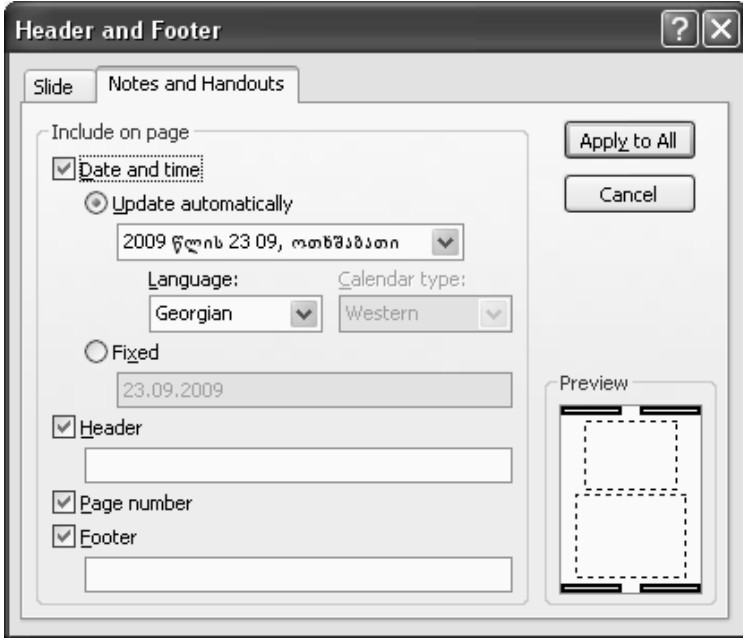 Header and Footer
Slide
Notes and Handouts
Include on page
Date and time
Update automatically
2009 წლის 23 09, ოთხშაბათი
Language:
Calendar type:
Georgian
Western
Fixed
23.09.2009
Header
Page number
Footer
Apply to All
Cancel
Preview